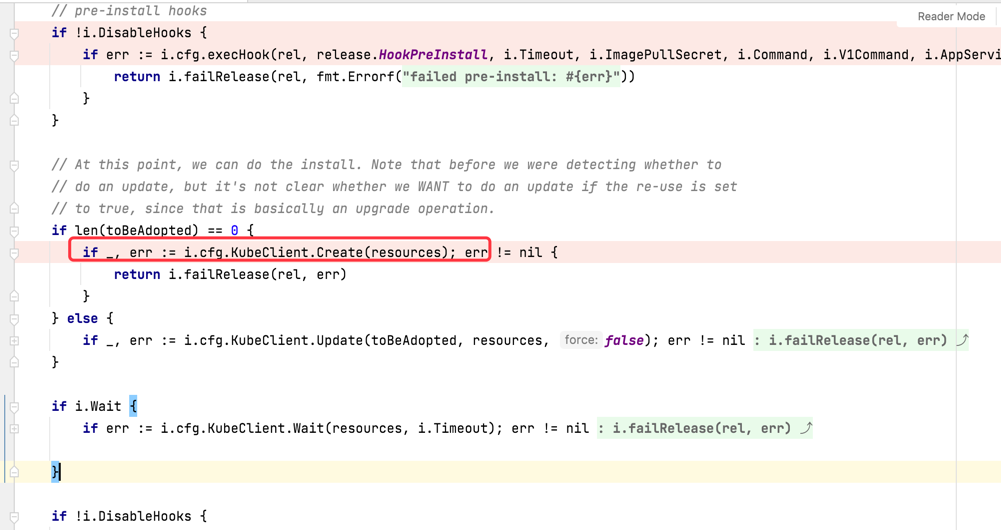 // pre-install hooks
Reader Mode
if !i.DisableHooks {
if err := i.cfg.execHook(rel, release.HookPreInstall, i.Timeout, i.ImagePullSecret, i.Command, i.V1Command, i.AppServi
return i.failRelease(rel, fmt.Errorf("failed pre-install: #{err}"))
}
}
// At this point, we can do the install. Note that before we were detecting whether to
// do an update, but it's not clear whether we WANT to do an update if the re-use is set
// to true, since that is basically an upgrade operation.
if len(toBeAdopted) == 0 {
if _, err := i.cfg.KubeClient.Create(resources); err != nil {
return i.failRelease(rel, err)
}
} else {
if _, err := i.cfg.KubeClient.Update(toBeAdopted, resources, force: false); err != nil : i.failRelease(rel, err)
}
if i.Wait {
if err := i.cfg.KubeClient.Wait(resources, i.Timeout); err != nil : i.failRelease(rel, err)
}
if !i.DisableHooks {